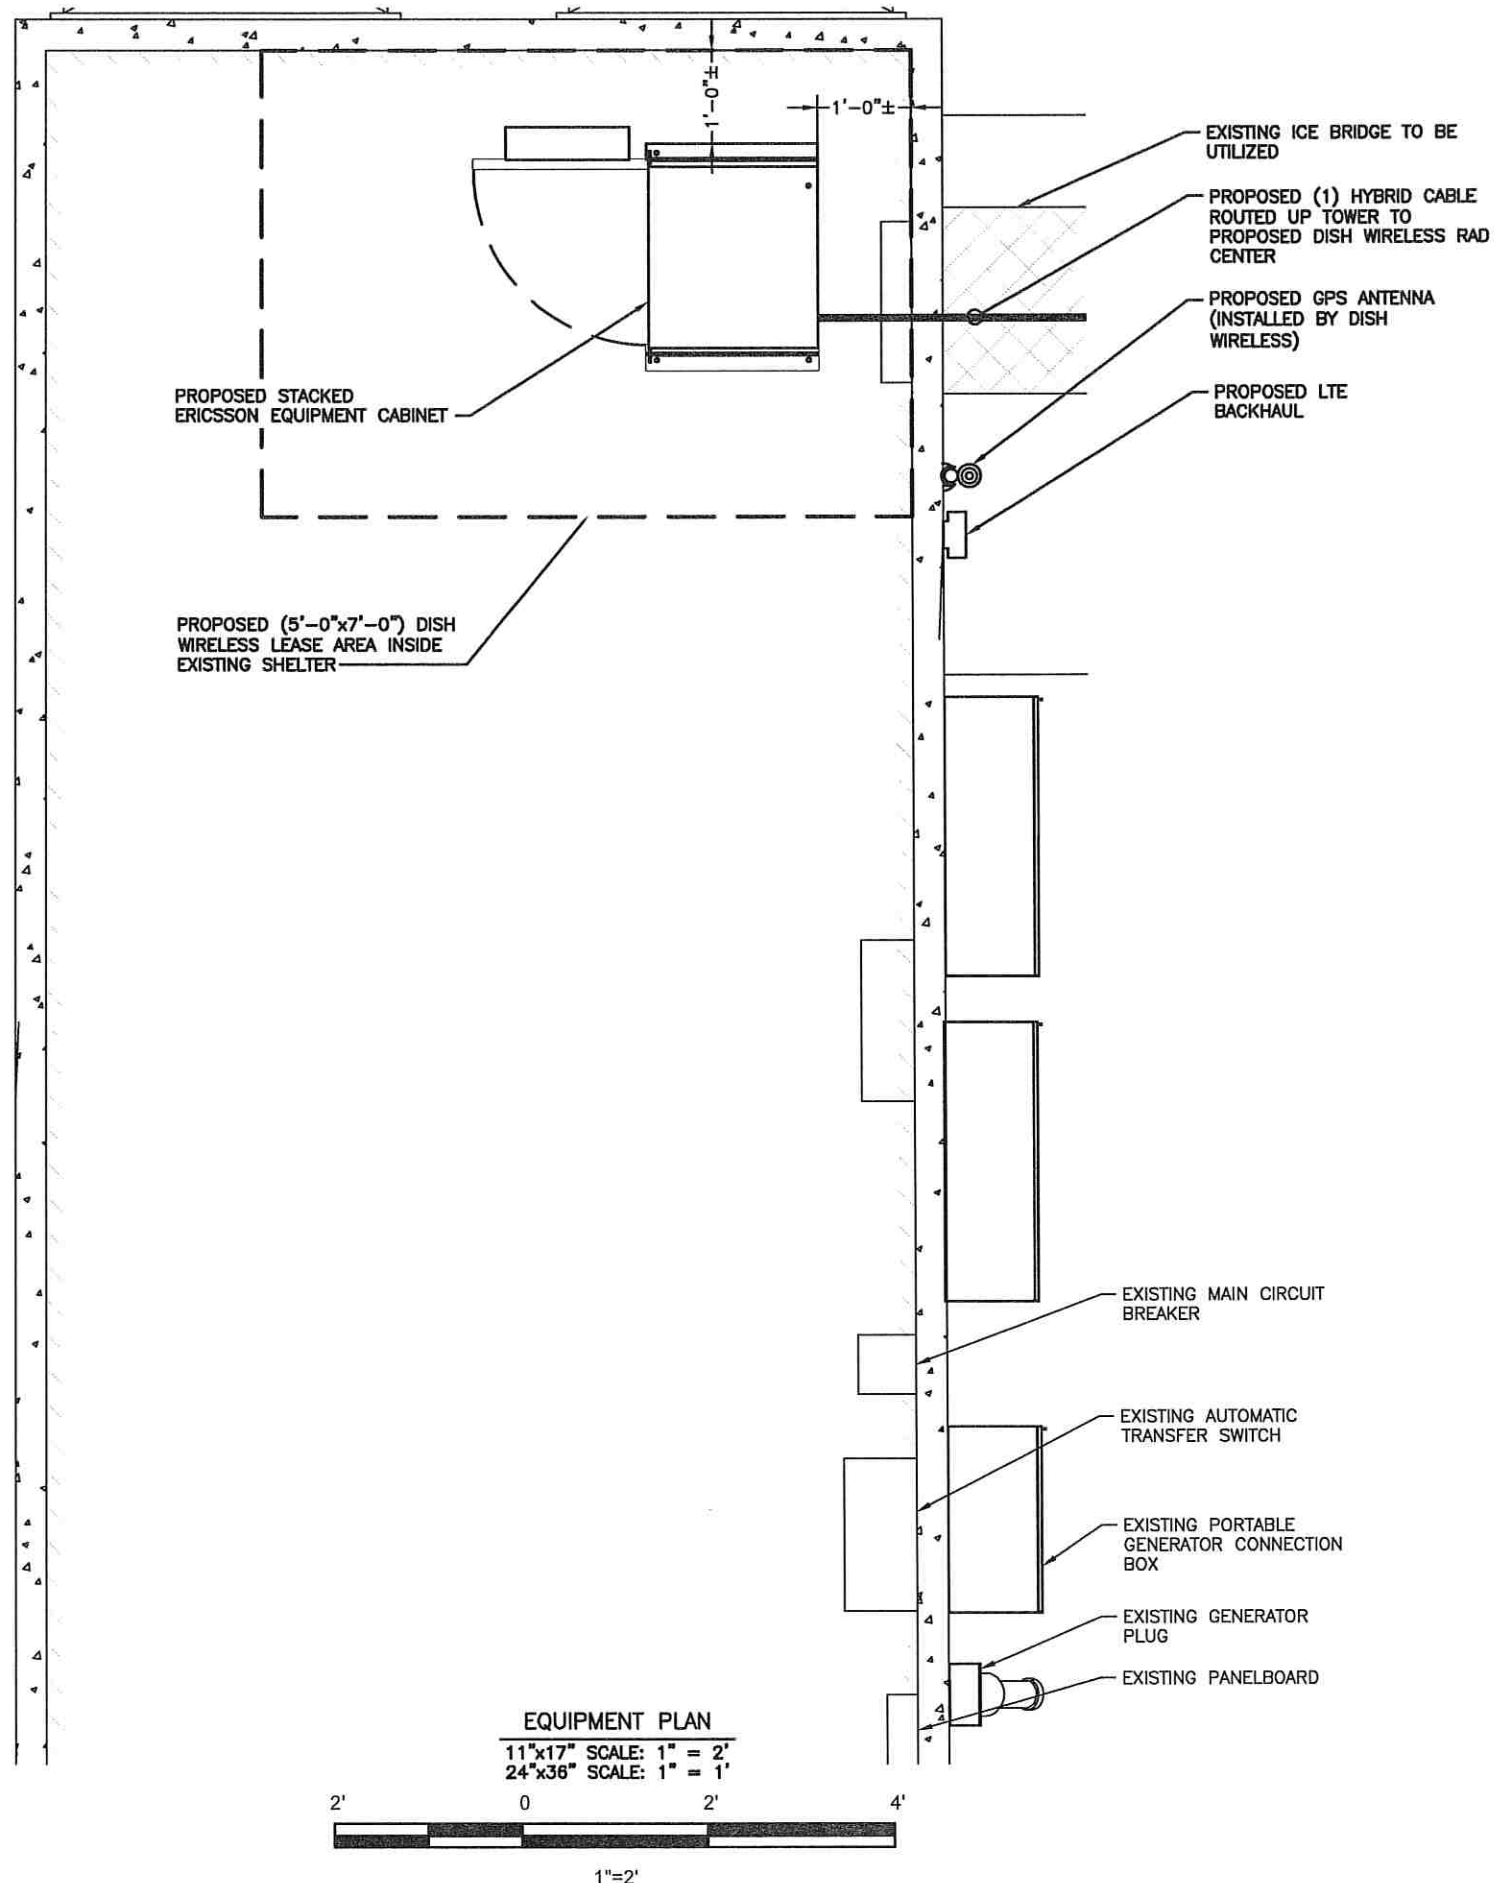 1'-0"±
1'-0"±
EXISTING ICE BRIDGE TO BE
UTILIZED
PROPOSED (1) HYBRID CABLE
ROUTED UP TOWER TO
PROPOSED DISH WIRELESS RAD
CENTER
PROPOSED GPS ANTENNA
(INSTALLED BY DISH
WIRELESS)
PROPOSED LTE
BACKHAUL
PROPOSED STACKED
ERICSSON EQUIPMENT CABINET
PROPOSED (5'-0"x7'-0") DISH
WIRELESS LEASE AREA INSIDE
EXISTING SHELTER
EXISTING MAIN CIRCUIT
BREAKER
EXISTING AUTOMATIC
TRANSFER SWITCH
EXISTING PORTABLE
GENERATOR CONNECTION
BOX
EXISTING GENERATOR
PLUG
EXISTING PANELBOARD
EQUIPMENT PLAN
11"x17" SCALE: 1" = 2'
24"x36" SCALE: 1" = 1'
2' 0 2' 4'
1"=2'